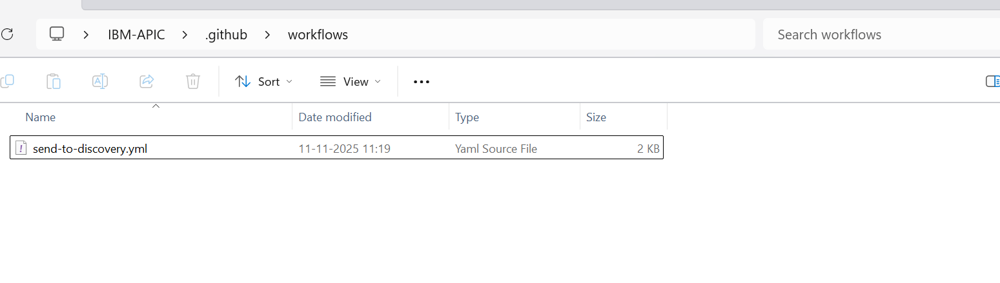 IBM-APIC > .github > workflows
Search workflows
Sort
View
Name Date modified Type Size
send-to-discovery.yml 11-11-2025 11:19 Yaml Source File 2 KB